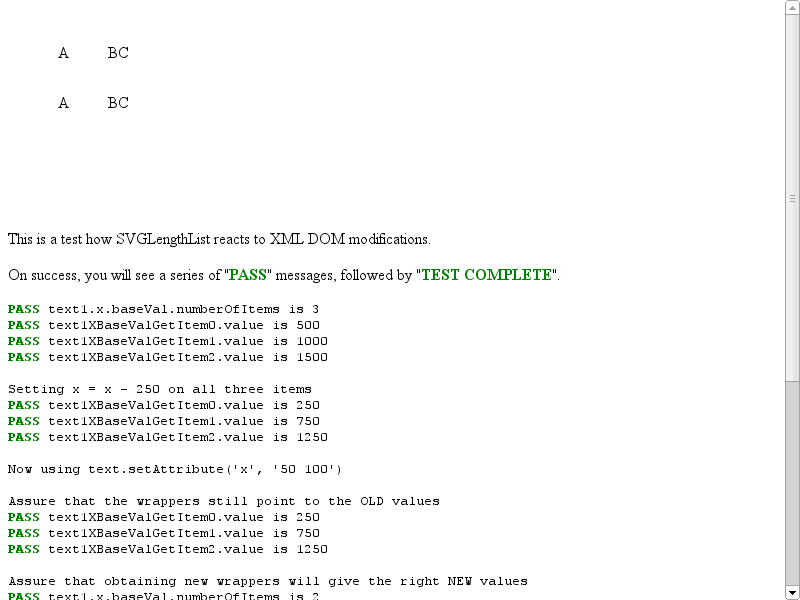 A BC
A BC
This is a test how SVGLengthList reacts to XML DOM modifications.
On success, you will see a series of "PASS" messages, followed by "TEST COMPLETE".
PASS text1.x.baseVal.numberOfItems is 3
PASS text1XBaseValGetItem0.value is 500
PASS text1XBaseValGetItem1.value is 1000
PASS text1XBaseValGetItem2.value is 1500
Setting x = x - 250 on all three items
PASS text1XBaseValGetItem0.value is 250
PASS text1XBaseValGetItem1.value is 750
PASS text1XBaseValGetItem2.value is 1250
Now using text.setAttribute('x', '50 100')
Assure that the wrappers still point to the OLD values
PASS text1XBaseValGetItem0.value is 250
PASS text1XBaseValGetItem1.value is 750
PASS text1XBaseValGetItem2.value is 1250
Assure that obtaining new wrappers will give the right NEW values
PASS text1.x.baseVal.numberOfItems is 2